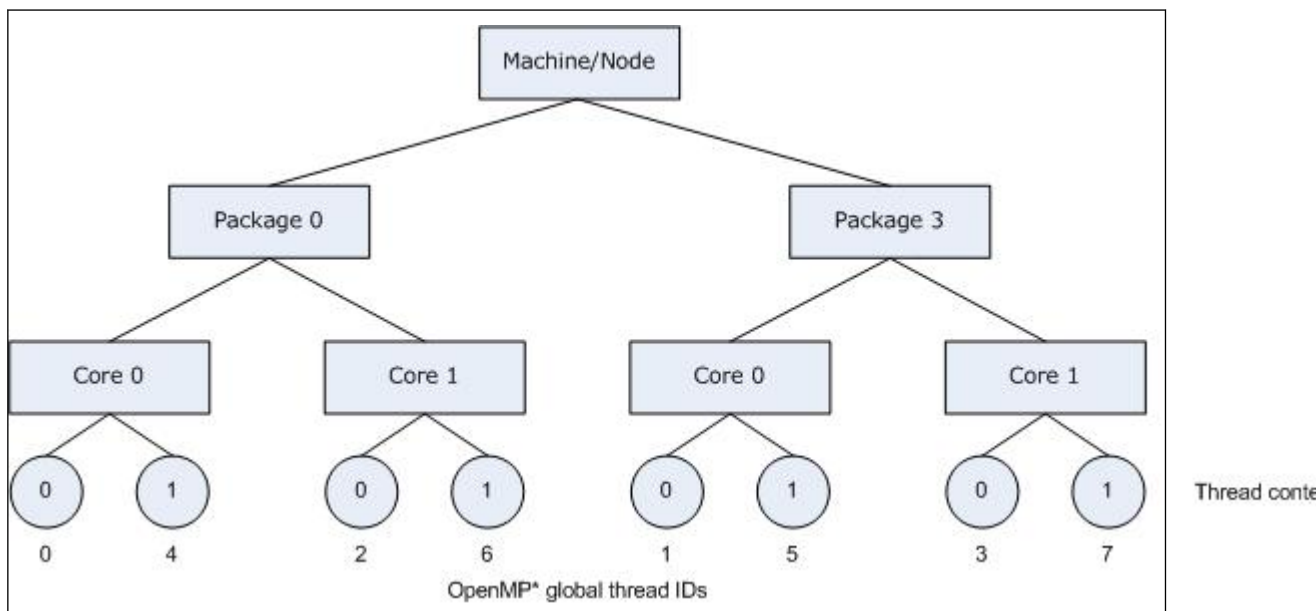 Machine/Node
Package 0 Package 3
Core 0 Core 1 Core 0 Core 1
0 1 0 1 0 1 0 1 Thread conte
0 4 2 6 1 5 3 7
OpenMP* global thread IDs